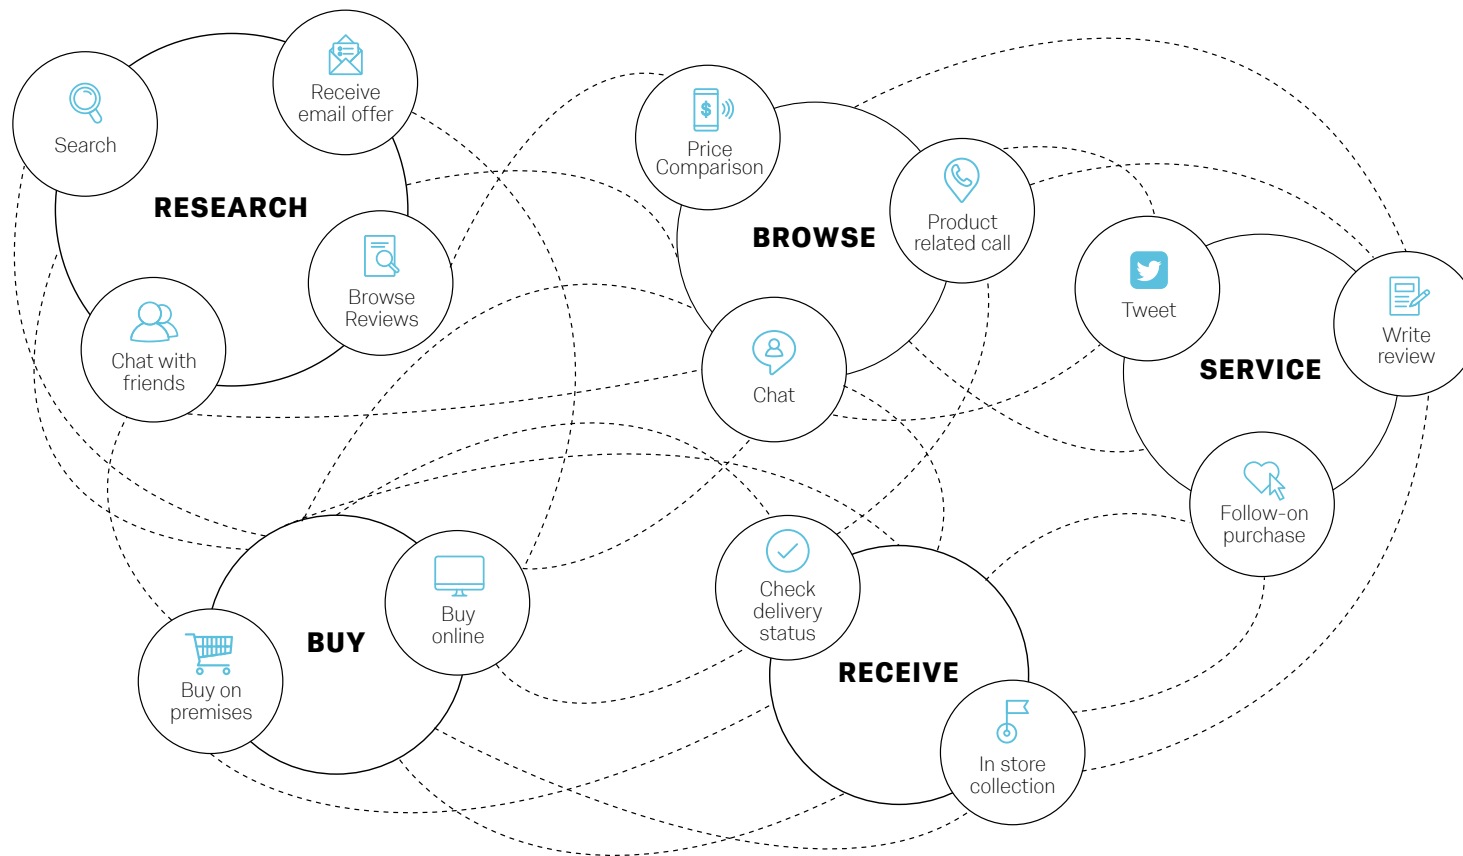 RESEARCH
Search
Receive
email offer
Browse
Reviews
Chat with
friends
BROWSE
$
Price
Comparison
Product
related call
Chat
SERVICE
Tweet
Write
review
Follow-on
purchase
BUY
Buy
online
Buy on
premises
RECEIVE
Check
delivery
status
In store
collection